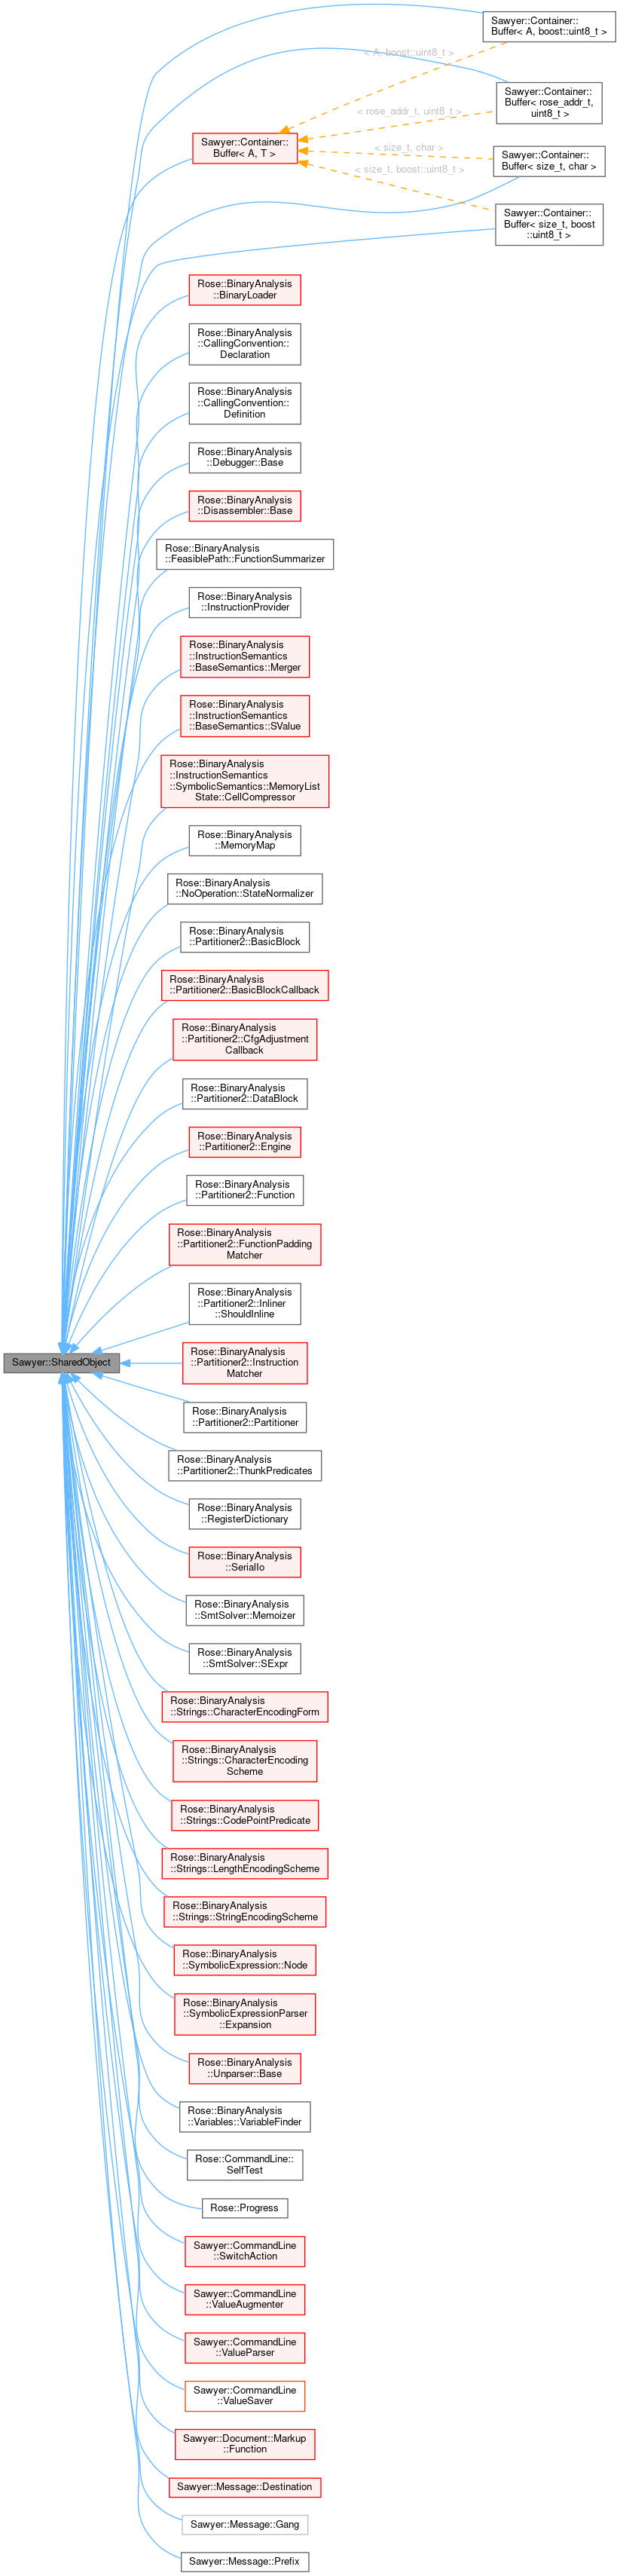 Sawyer::Container::
Buffer< A, boost::uint8_t >
< A, boost::uint8_t >
Sawyer::Container::
Buffer< rose_addr_t,
uint8_t >
< rose_addr_t, uint8_t >
Sawyer::Container::
Buffer< A, T >
< size_t, char >
Sawyer::Container::
Buffer< size_t, char >
< size_t, boost::uint8_t >
Sawyer::Container::
Buffer< size_t, boost
::uint8_t >
Rose::BinaryAnalysis
::BinaryLoader
Rose::BinaryAnalysis
::CallingConvention::
Declaration
Rose::BinaryAnalysis
::CallingConvention::
Definition
Rose::BinaryAnalysis
::Debugger::Base
Rose::BinaryAnalysis
::Disassembler::Base
Rose::BinaryAnalysis
::FeasiblePath::FunctionSummarizer
Rose::BinaryAnalysis
::InstructionProvider
Rose::BinaryAnalysis
::InstructionSemantics
::BaseSemantics::Merger
Rose::BinaryAnalysis
::InstructionSemantics
::BaseSemantics::SValue
Rose::BinaryAnalysis
::InstructionSemantics
::SymbolicSemantics::MemoryList
State::CellCompressor
Rose::BinaryAnalysis
::MemoryMap
Rose::BinaryAnalysis
::NoOperation::StateNormalizer
Rose::BinaryAnalysis
::Partitioner2::BasicBlock
Rose::BinaryAnalysis
::Partitioner2::BasicBlockCallback
Rose::BinaryAnalysis
::Partitioner2::CfgAdjustment
Callback
Rose::BinaryAnalysis
::Partitioner2::DataBlock
Rose::BinaryAnalysis
::Partitioner2::Engine
Rose::BinaryAnalysis
::Partitioner2::Function
Rose::BinaryAnalysis
::Partitioner2::FunctionPadding
Matcher
Rose::BinaryAnalysis
::Partitioner2::Inliner
::ShouldInline
Sawyer::SharedObject
Rose::BinaryAnalysis
::Partitioner2::Instruction
Matcher
Rose::BinaryAnalysis
::Partitioner2::Partitioner
Rose::BinaryAnalysis
::Partitioner2::ThunkPredicates
Rose::BinaryAnalysis
::RegisterDictionary
Rose::BinaryAnalysis
::SerialIo
Rose::BinaryAnalysis
::SmtSolver::Memoizer
Rose::BinaryAnalysis
::SmtSolver::SExpr
Rose::BinaryAnalysis
::Strings::CharacterEncodingForm
Rose::BinaryAnalysis
::Strings::CharacterEncoding
Scheme
Rose::BinaryAnalysis
::Strings::CodePointPredicate
Rose::BinaryAnalysis
::Strings::LengthEncodingScheme
Rose::BinaryAnalysis
::Strings::StringEncodingScheme
Rose::BinaryAnalysis
::SymbolicExpression::Node
Rose::BinaryAnalysis
::SymbolicExpressionParser
::Expansion
Rose::BinaryAnalysis
::Unparser::Base
Rose::BinaryAnalysis
::Variables::VariableFinder
Rose::CommandLine::
SelfTest
Rose::Progress
Sawyer::CommandLine
::SwitchAction
Sawyer::CommandLine
::ValueAugmenter
Sawyer::CommandLine
::ValueParser
Sawyer::CommandLine
::ValueSaver
Sawyer::Document::Markup
::Function
Sawyer::Message::Destination
Sawyer::Message::Gang
Sawyer::Message::Prefix